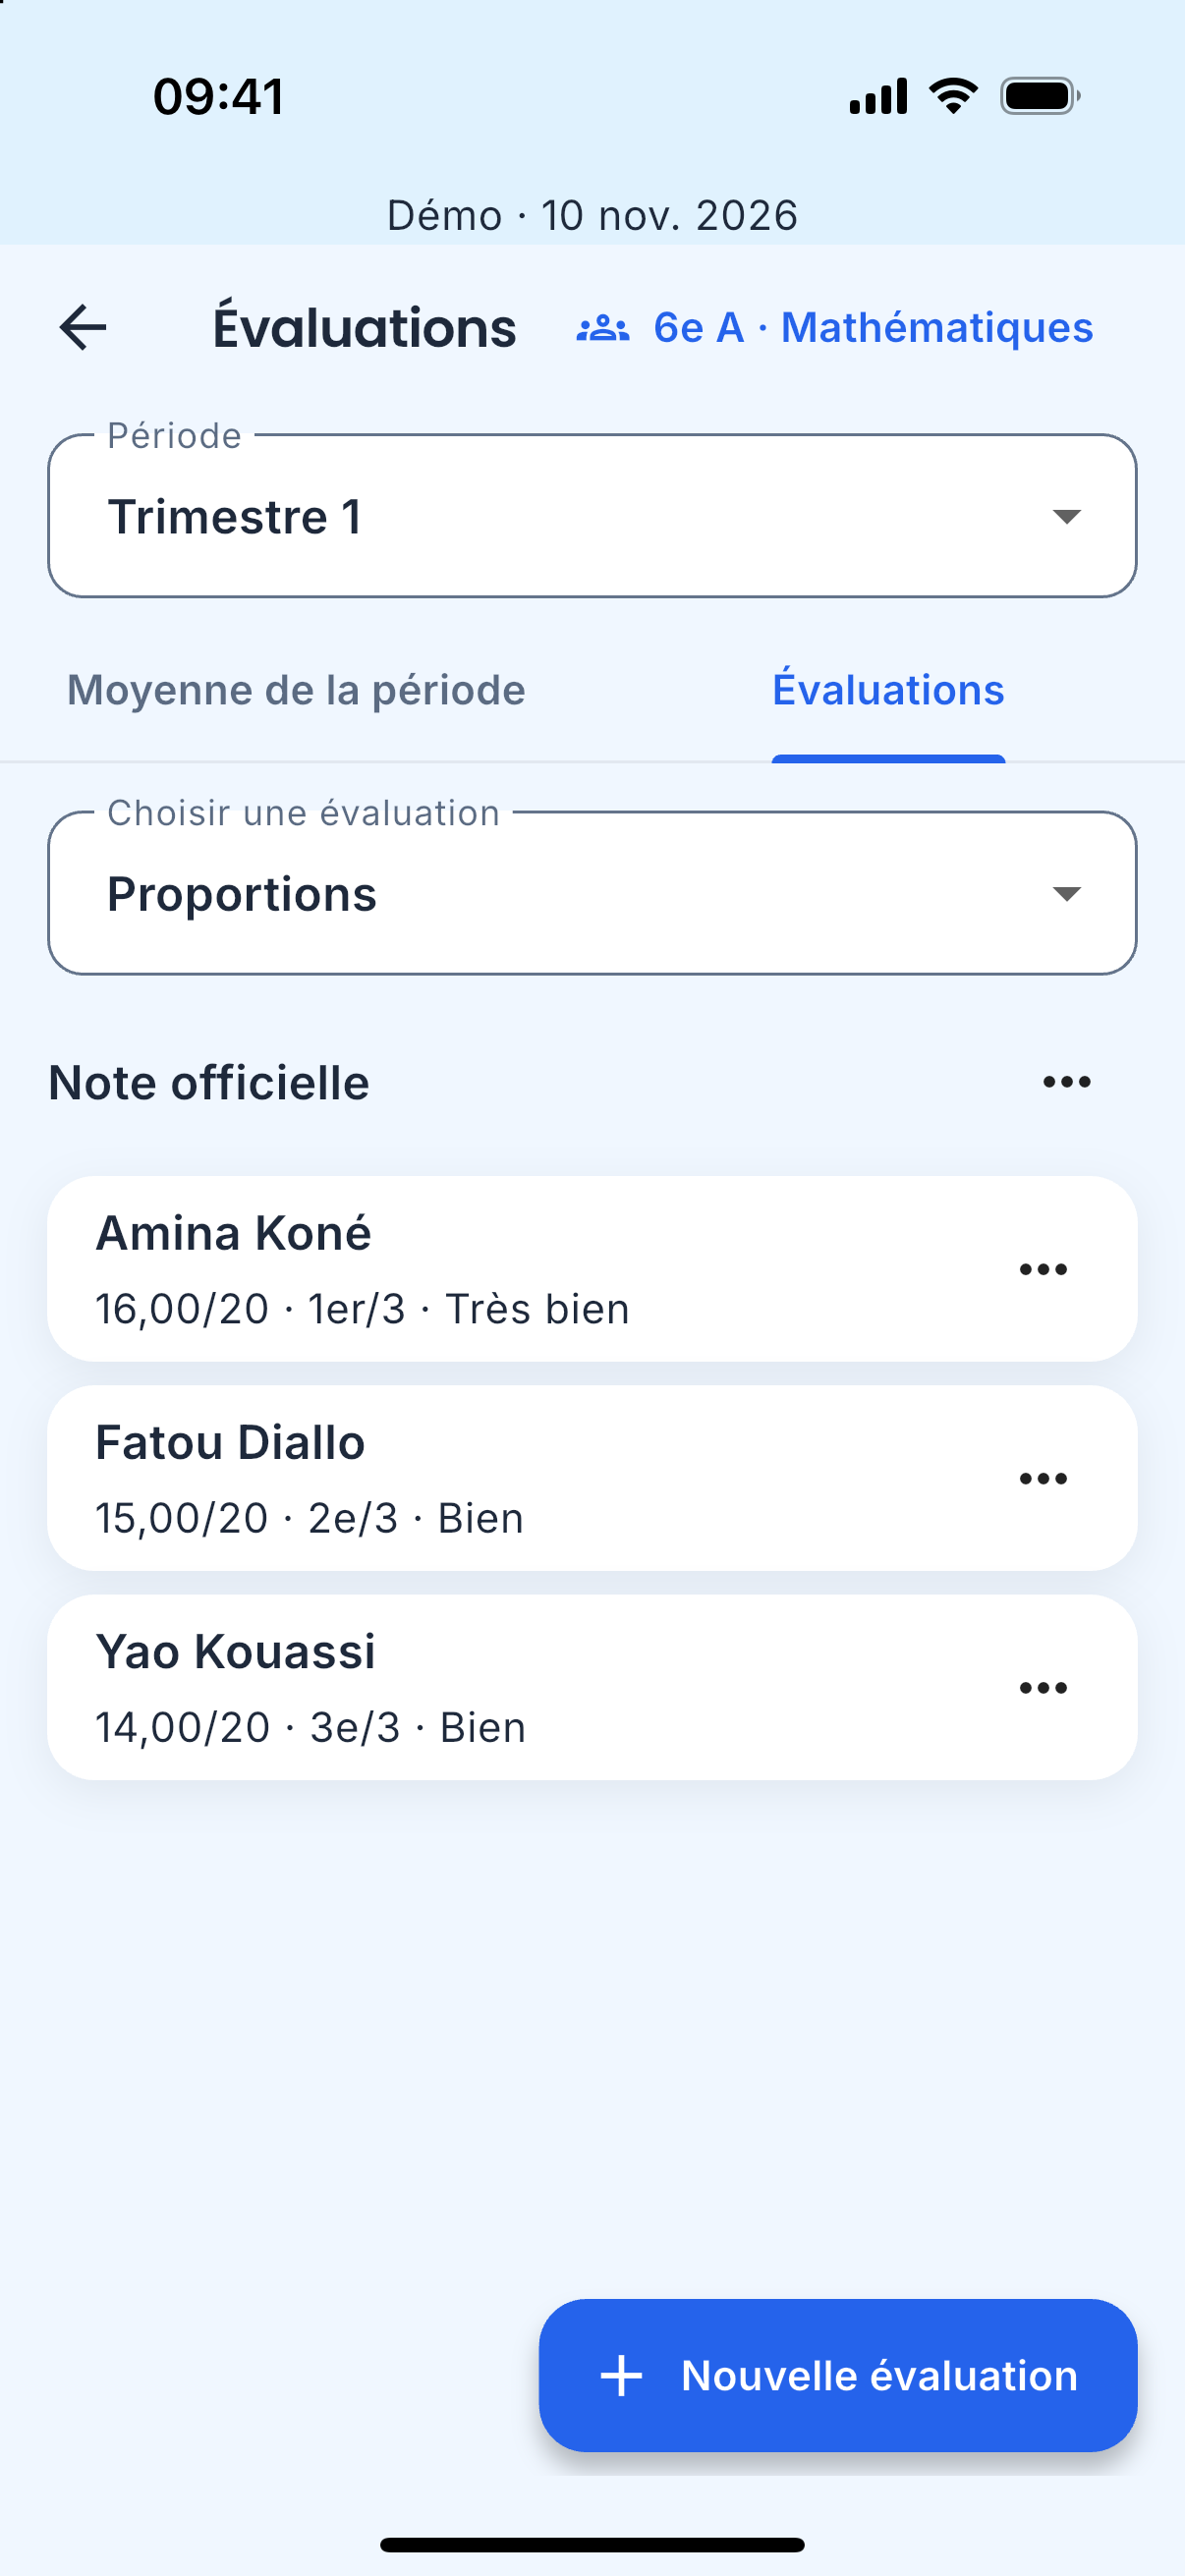 09:41
Démo · 10 nov. 2026
Évaluations
6e A · Mathématiques
Période
Trimestre 1
Moyenne de la période
Évaluations
Choisir une évaluation
Proportions
Note officielle
Amina Koné
16,00/20 · 1er/3 · Très bien
Fatou Diallo
15,00/20 · 2e/3 · Bien
Yao Kouassi
14,00/20 · 3e/3 · Bien
Nouvelle évaluation